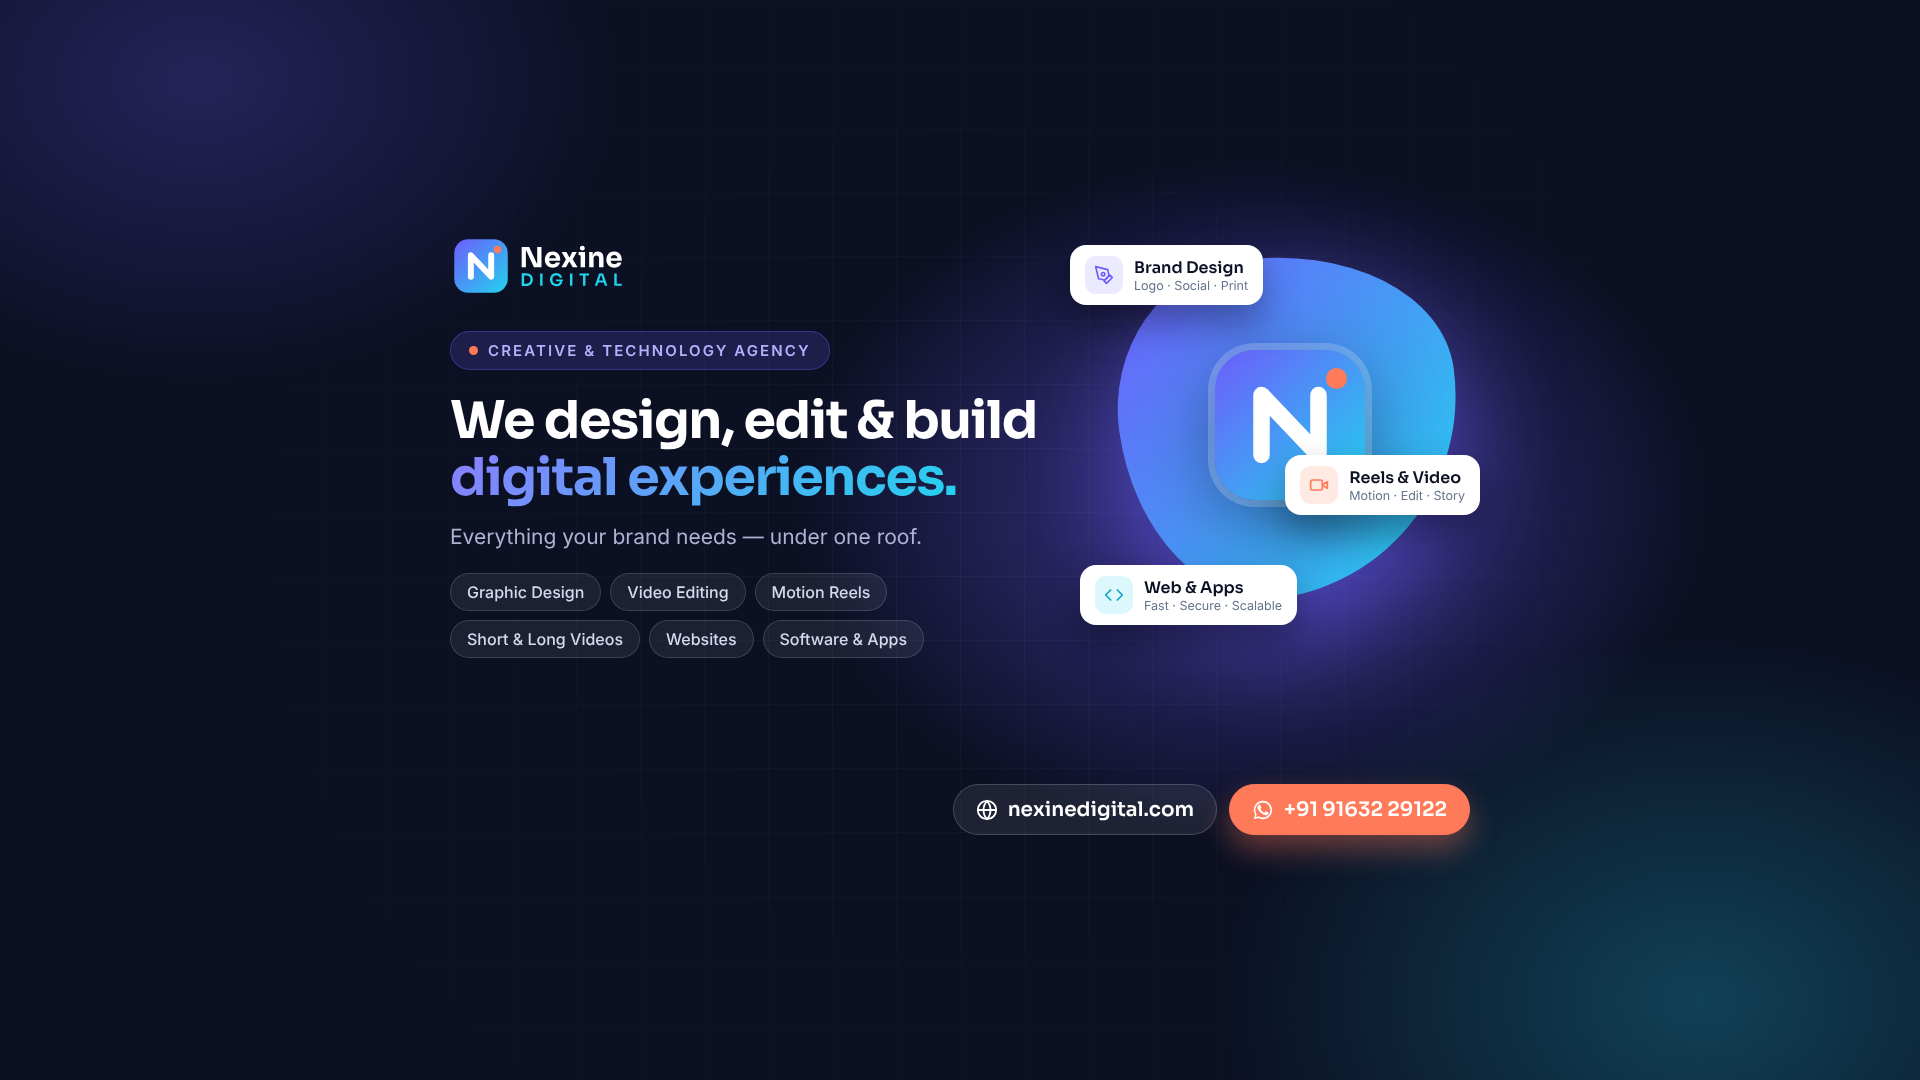 Nexine
DIGITAL
CREATIVE & TECHNOLOGY AGENCY
We design, edit & build
digital experiences.
Everything your brand needs — under one roof.
Graphic Design
Video Editing
Motion Reels
Short & Long Videos
Websites
Software & Apps
Brand Design
Logo · Social · Print
N
Reels & Video
Motion · Edit · Story
Web & Apps
Fast · Secure · Scalable
nexinedigital.com
+91 91632 29122